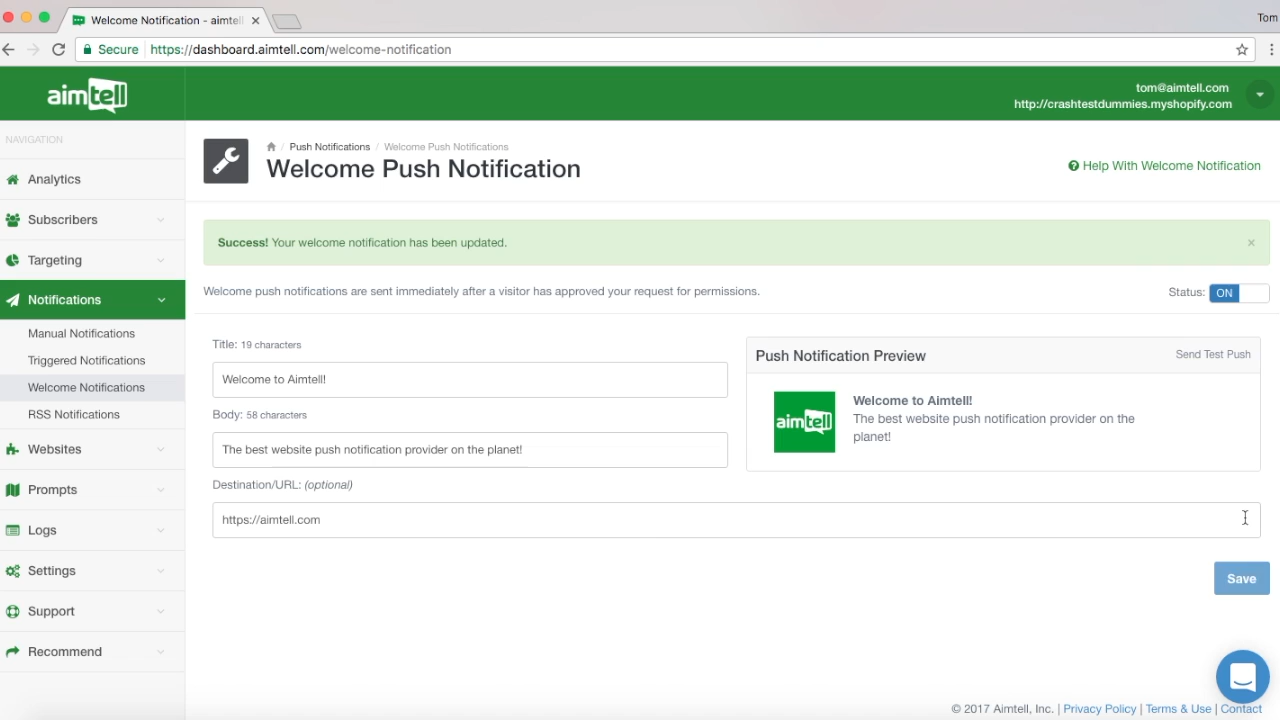 Welcome Notification - aimtell
Tom
Secure https://dashboard.aimtell.com/welcome-notification
aimtell
tom@aimtell.com
http://crashtestdummies.myshopify.com
NAVIGATION
Analytics
Subscribers
Targeting
Notifications
Manual Notifications
Triggered Notifications
Welcome Notifications
RSS Notifications
Websites
Prompts
Logs
Settings
Support
Recommend
/ Push Notifications / Welcome Push Notifications
Welcome Push Notification
Help With Welcome Notification
Success! Your welcome notification has been updated.
×
Welcome push notifications are sent immediately after a visitor has approved your request for permissions.
Status: ON
Title: 19 characters
Welcome to Aimtell!
Body: 58 characters
The best website push notification provider on the planet!
Destination/URL: (optional)
https://aimtell.com
Push Notification Preview
Send Test Push
aimtell
Welcome to Aimtell!
The best website push notification provider on the
planet!
Save
© 2017 Aimtell, Inc. | Privacy Policy | Terms & Use | Contact